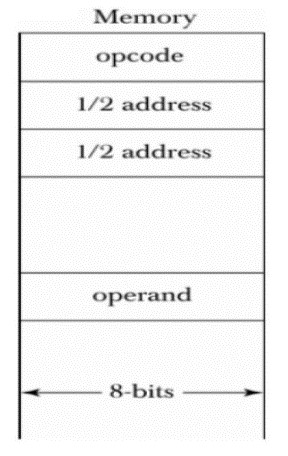 Memory
opcode
1/2 address
1/2 address
operand
8-bits